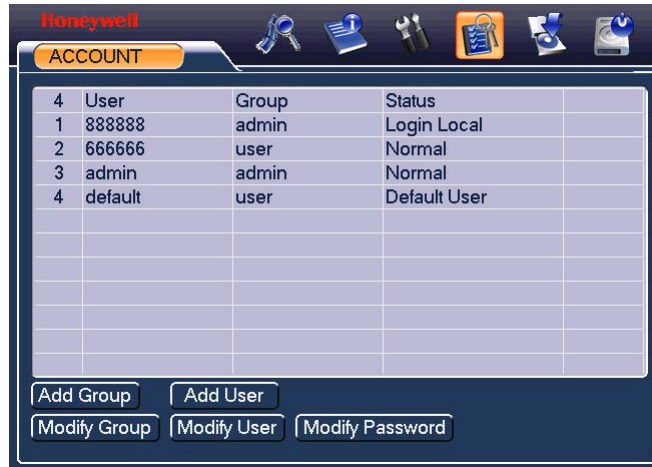 Honeywell
ACCOUNT
4 User Group Status
1 888888 admin Login Local
2 666666 user Normal
3 admin admin Normal
4 default user Default User
Add Group Add User
Modify Group Modify User Modify Password